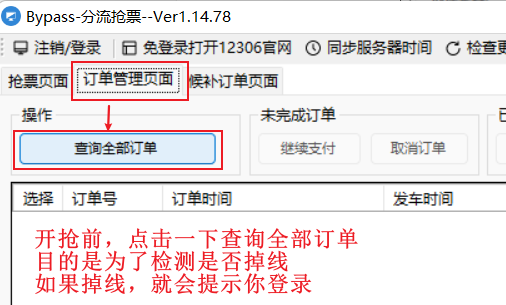 Bypass-分流抢票--Ver1.14.78
注销/登录 免登录打开12306官网 同步服务器时间 检查更
抢票页面 订单管理页面 候补订单页面
操作 未完成订单
查询全部订单 继续支付 取消订单
选择 订单号 订单时间 发车时间
开抢前，点击一下查询全部订单
目的是为了检测是否掉线
如果掉线，就会提示你登录